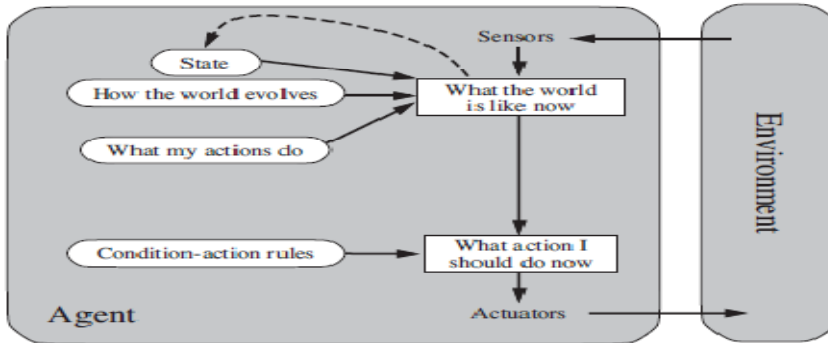 Sensors
State
How the world evolves
What the world
is like now
What my actions do
Condition-action rules
What action I
should do now
Agent
Actuators
Environment